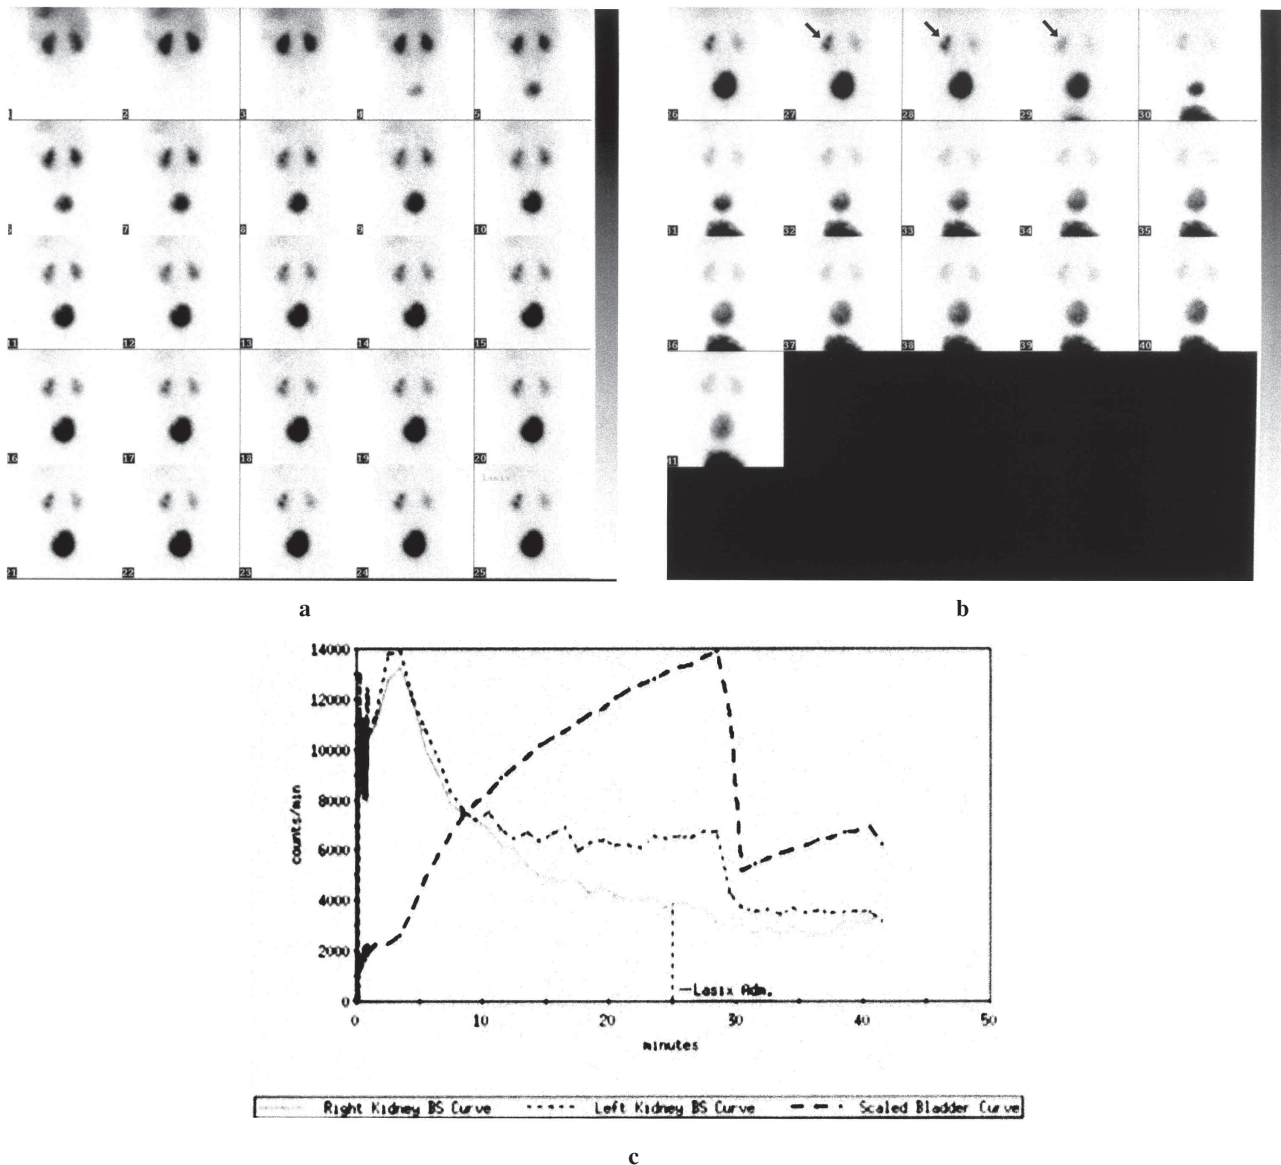 1 2 3 4 5
7 8 9 10
11 12 13 14 15
16 17 18 19 20
Lasix
21 22 23 24 25
26 27 28 29 30
31 32 33 34 35
36 37 38 39 40
41
a b
14000
12000
10000
8000
6000
4000
2000
0
counts/min
—Lasix Adm.
0 10 20 30 40 50
minutes
Right Kidney BS Curve Left Kidney BS Curve Scaled Bladder Curve
c